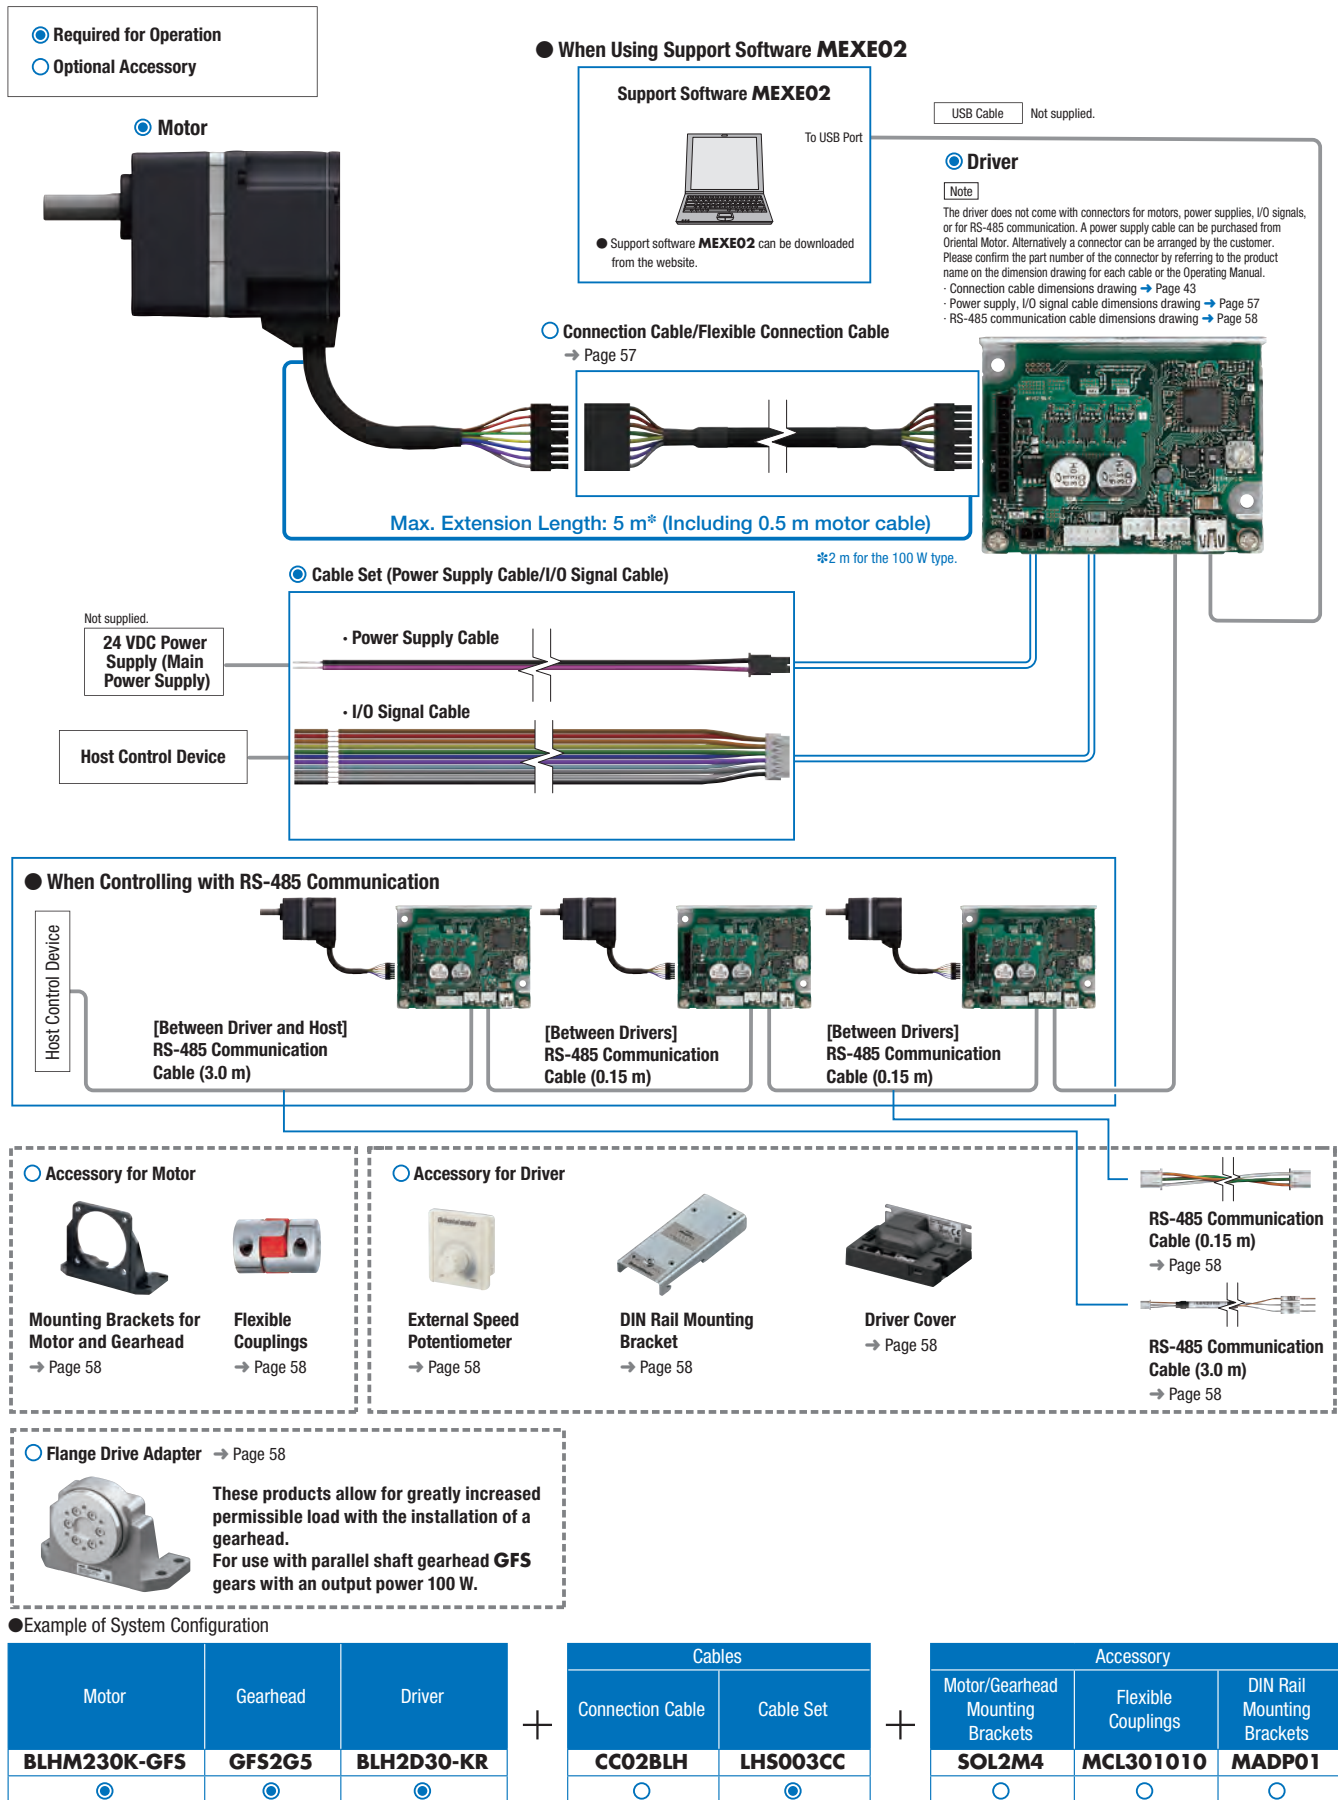 Required for Operation
Optional Accessory
● When Using Support Software MEXE02
Support Software MEXE02
To USB Port
● Support software MEXE02 can be downloaded
from the website.
USB Cable Not supplied.
Motor
Driver
Note
The driver does not come with connectors for motors, power supplies, I/O signals,
or for RS-485 communication. A power supply cable can be purchased from
Oriental Motor. Alternatively a connector can be arranged by the customer.
Please confirm the part number of the connector by referring to the product
name on the dimension drawing for each cable or the Operating Manual.
· Connection cable dimensions drawing → Page 43
· Power supply, I/O signal cable dimensions drawing → Page 57
· RS-485 communication cable dimensions drawing → Page 58
Connection Cable/Flexible Connection Cable
→ Page 57
Max. Extension Length: 5 m* (Including 0.5 m motor cable)
*2 m for the 100 W type.
Cable Set (Power Supply Cable/I/O Signal Cable)
Not supplied.
24 VDC Power
Supply (Main
Power Supply)
· Power Supply Cable
· I/O Signal Cable
Host Control Device
● When Controlling with RS-485 Communication
Host Control Device
[Between Driver and Host]
RS-485 Communication
Cable (3.0 m)
[Between Drivers]
RS-485 Communication
Cable (0.15 m)
[Between Drivers]
RS-485 Communication
Cable (0.15 m)
Accessory for Motor
Mounting Brackets for
Motor and Gearhead
→ Page 58
Flexible
Couplings
→ Page 58
Accessory for Driver
Oriental motor
External Speed
Potentiometer
→ Page 58
DIN Rail Mounting
Bracket
→ Page 58
Driver Cover
→ Page 58
RS-485 Communication
Cable (0.15 m)
→ Page 58
RS-485 Communication
Cable (3.0 m)
→ Page 58
Flange Drive Adapter → Page 58
These products allow for greatly increased
permissible load with the installation of a
gearhead.
For use with parallel shaft gearhead GFS
gears with an output power 100 W.
●Example of System Configuration
Motor Gearhead Driver
BLHM230K-GFS GFS2G5 BLH2D30-KR
+
Cables
Connection Cable Cable Set
CC02BLH LHS003CC
+
Accessory
Motor/Gearhead
Mounting
Brackets
Flexible
Couplings
DIN Rail
Mounting
Brackets
SOL2M4 MCL301010 MADP01